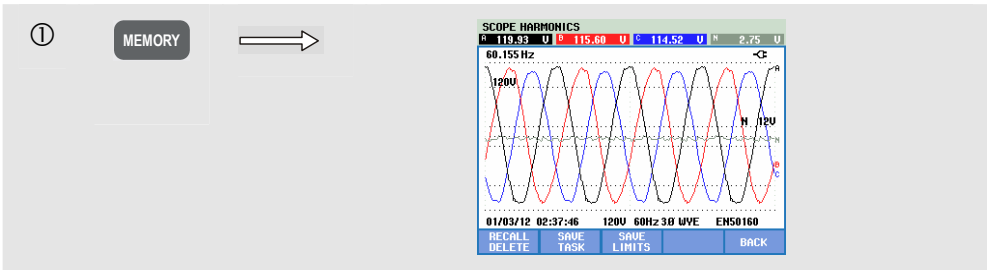 ①
MEMORY
SCOPE HARMONICS
A 119.93 V B 115.60 V C 114.52 V N 2.75 V
60.155 Hz
A
120V
N 12V
N
B
C
01/03/12 02:37:46 120V 60Hz 3Ø WYE EN50160
RECALL DELETE
SAVE TASK
SAVE LIMITS
BACK